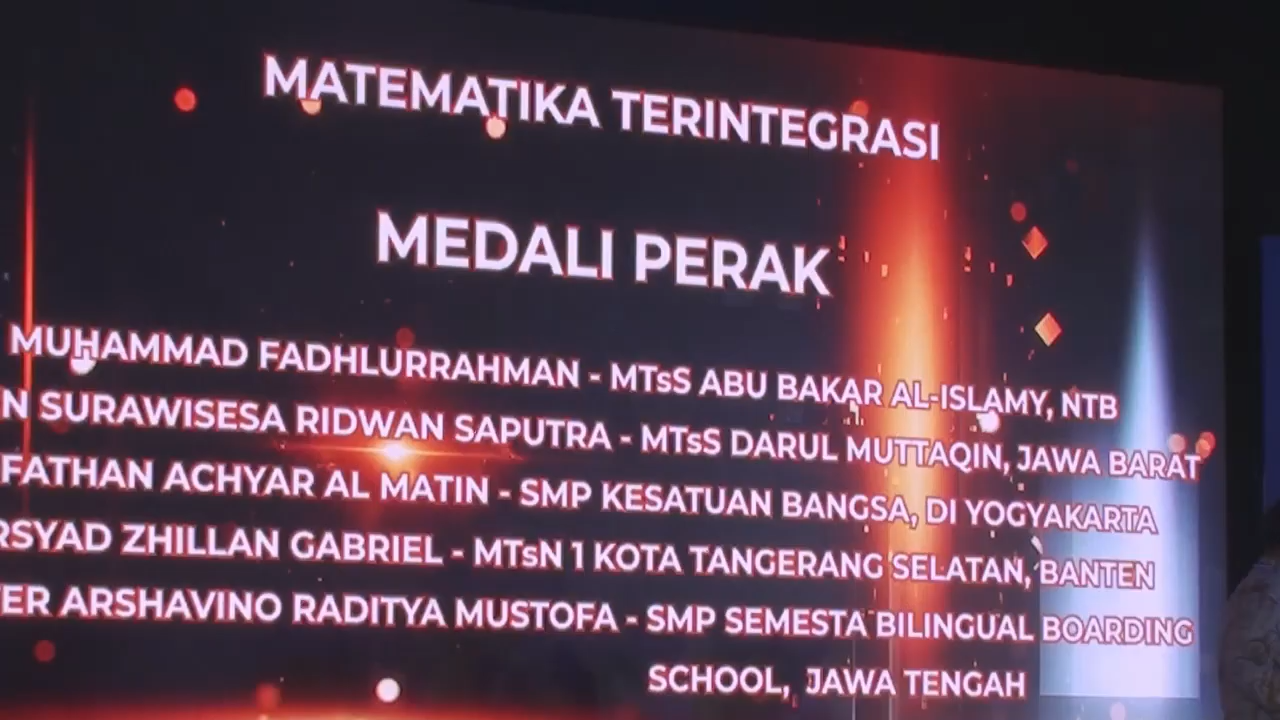 MATEMATIKA TERINTEGRASI
MEDALI PERAK
MUHAMMAD FADHLURRAHMAN - MTsS ABU BAKAR AL-ISLAMY, NTB
N SURAWISESA RIDWAN SAPUTRA - MTsS DARUL MUTTAQIN, JAWA BARAT
FATHAN ACHYAR AL MATIN - SMP KESATUAN BANGSA, DI YOGYAKARTA
RSYAD ZHILLAN GABRIEL - MTsN 1 KOTA TANGERANG SELATAN, BANTEN
ER ARSHAVINO RADITYA MUSTOFA - SMP SEMESTA BILINGUAL BOARDING
SCHOOL, JAWA TENGAH